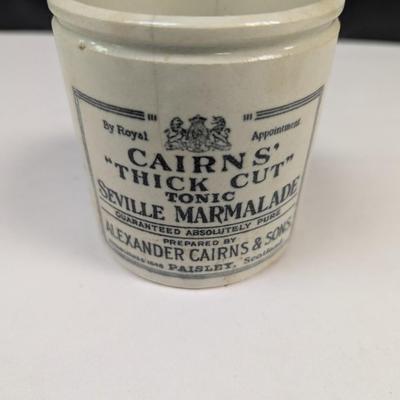 By Royal Appointment
CAIRNS'
"THICK CUT"
TONIC
SEVILLE MARMALADE
GUARANTEED ABSOLUTELY PURE
PREPARED BY
ALEXANDER CAIRNS & SONS,
PAISLEY, Scotland